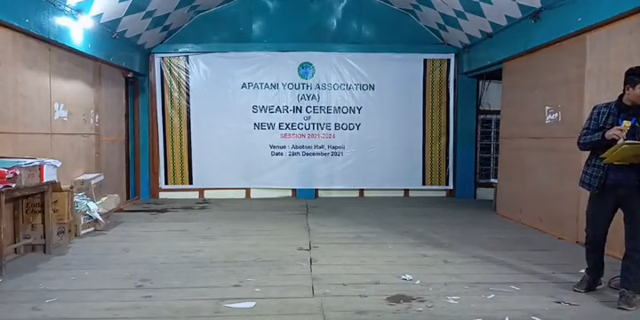 APATANI YOUTH ASSOCIATION
(AYA)
SWEAR-IN CEREMONY
OF
NEW EXECUTIVE BODY
SESSION 2021-2024
Venue : Abotani Hall, Hapoli
Date : 28th December 2021